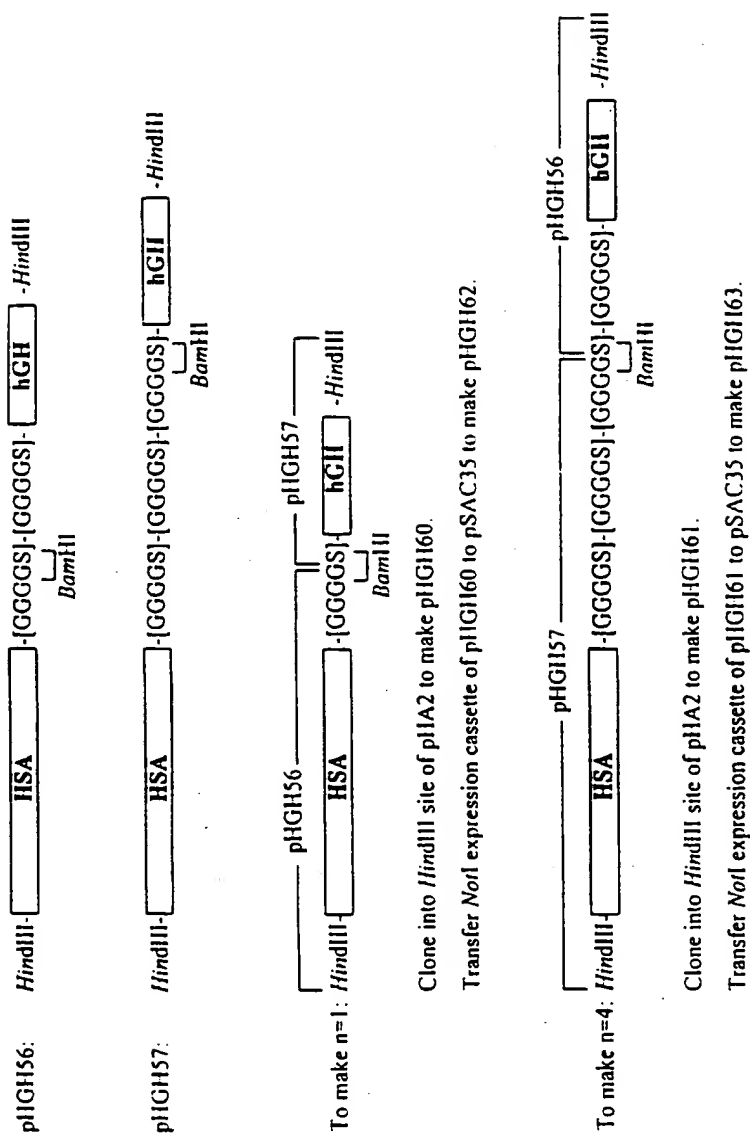 pHGH56: HindIII- HSA -[GGGGS]-[GGGGS]- hGH -HindIII
BamHI
pHGH57: HindIII- HSA -[GGGGS]-[GGGGS]-[GGGGS]- hGH -HindIII
BamHI
pHGH56 pHGH57
To make n=1: HindIII- HSA -[GGGGS]- hGH -HindIII
BamHI
Clone into HindIII site of pHA2 to make pHGH60.
Transfer NotI expression cassette of pHGH60 to pSAC35 to make pHGH62.
pHGH57 pHGH56
To make n=4: HindIII- HSA -[GGGGS]-[GGGGS]-[GGGGS]-[GGGGS]- hGH -HindIII
BamHI
Clone into HindIII site of pHA2 to make pHGH61.
Transfer NotI expression cassette of pHGH61 to pSAC35 to make pHGH63.